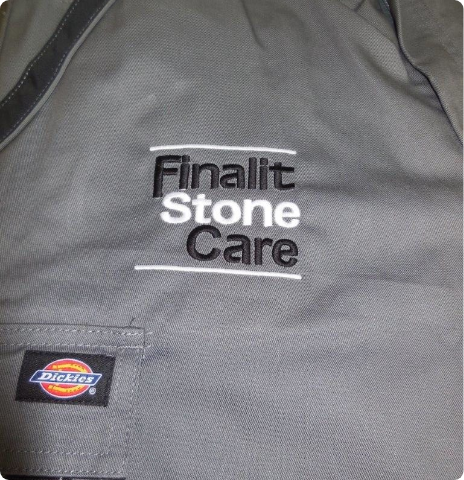 Finalit
Stone
Care
Dickies
®